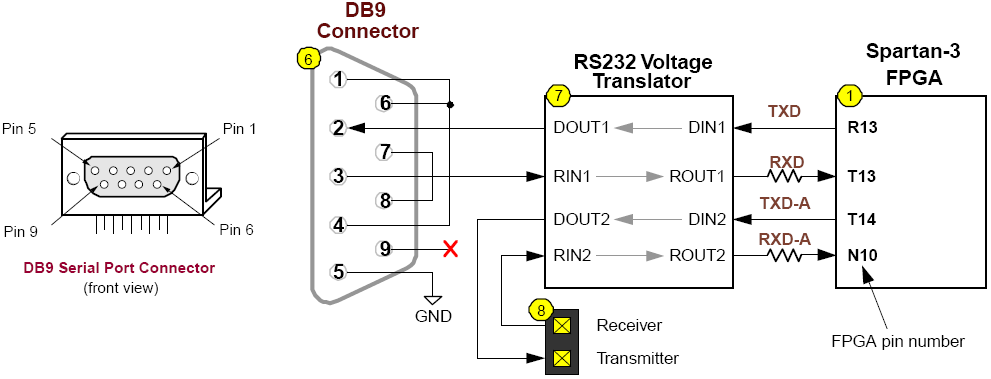 Pin 5
Pin 1
Pin 9
Pin 6
DB9 Serial Port Connector
(front view)
DB9
Connector
6
1
6
2
7
3
8
4
9
5
GND
RS232 Voltage
Translator
7
DOUT1
DIN1
RIN1
ROUT1
DOUT2
DIN2
RIN2
ROUT2
TXD
RXD
TXD-A
RXD-A
Spartan-3
FPGA
1
R13
T13
T14
N10
FPGA pin number
8
Receiver
Transmitter